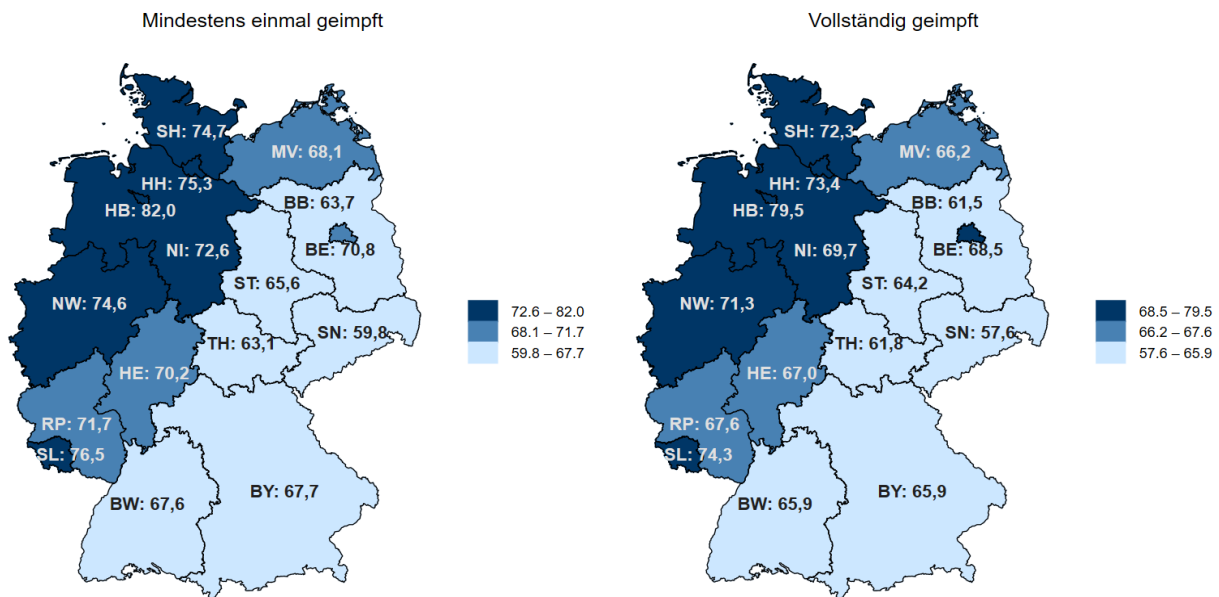 Mindestens einmal geimpft
SH: 74,7
MV: 68,1
HH: 75,3
BB: 63,7
HB: 82,0
NI: 72,6
BE: 70,8
ST: 65,6
NW: 74,6
SN: 59,8
TH: 63,1
HE: 70,2
RP: 71,7
SL: 76,5
BW: 67,6
BY: 67,7
72.6 – 82.0
68.1 – 71.7
59.8 – 67.7
Vollständig geimpft
SH: 72,3
MV: 66,2
HH: 73,4
BB: 61,5
HB: 79,5
NI: 69,7
BE: 68,5
ST: 64,2
NW: 71,3
SN: 57,6
TH: 61,8
HE: 67,0
RP: 67,6
SL: 74,3
BW: 65,9
BY: 65,9
68.5 – 79.5
66.2 – 67.6
57.6 – 65.9